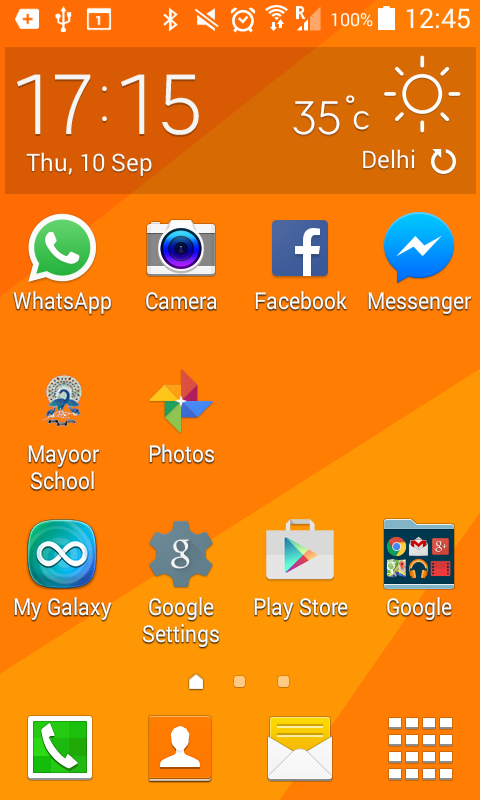 1 R 100% 12:45
17:15 35°c
Thu, 10 Sep Delhi
WhatsApp Camera Facebook Messenger
Mayoor Photos
School
g g+
My Galaxy Google Play Store Google
Settings